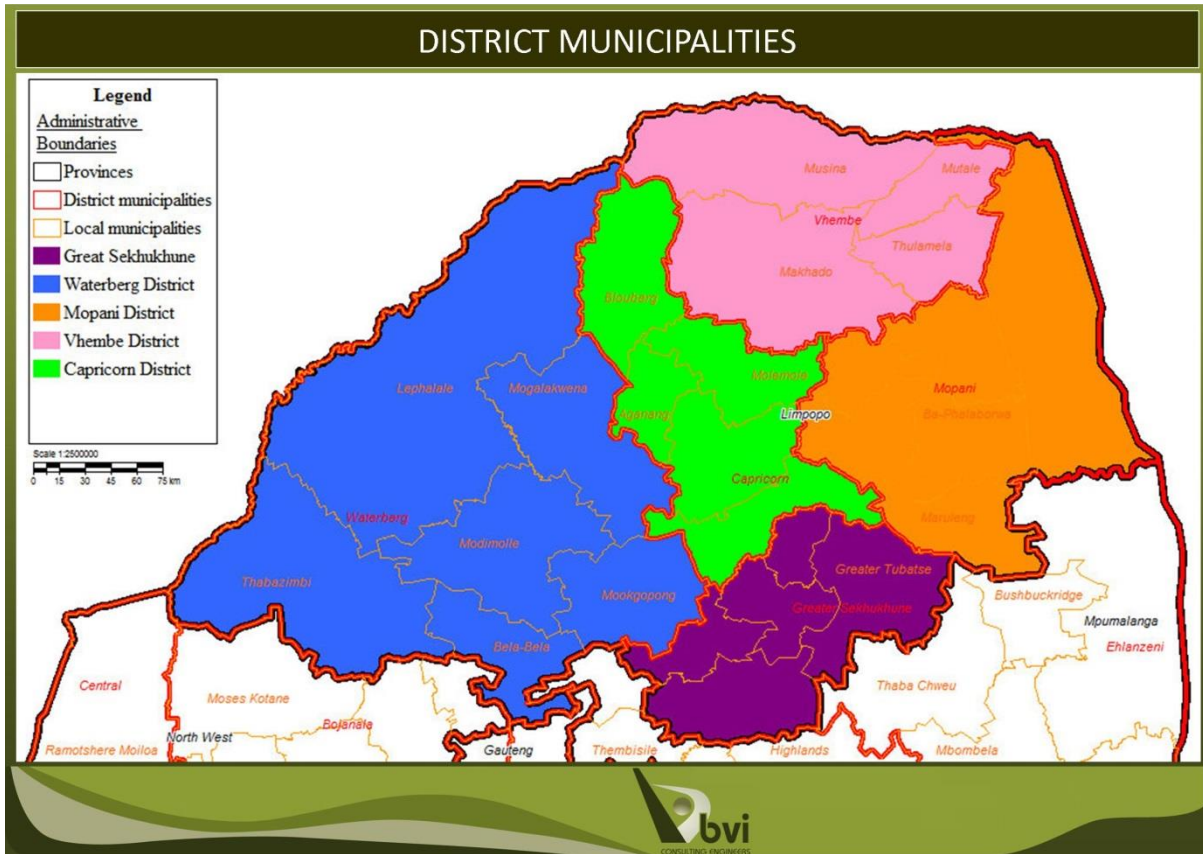 DISTRICT MUNICIPALITIES
Legend
Administrative
Boundaries
Provinces
District municipalities
Local municipalities
Great Sekhukhune
Waterberg District
Mopani District
Vhembe District
Capricorn District
Scale 1:2500000
0 15 30 45 60 75 km
Musina
Mutale
Vhembe
Thulamela
Makhado
Blouberg
Molemole
Lephalale
Mogalakwena
Aganang
Limpopo
Mopani
Ba-Phalaborwa
Capricorn
Maruleng
Waterberg
Modimolle
Thabazimbi
Mookgopong
Greater Tubatse
Greater Sekhukhune
Bela-Bela
Bushbuckridge
Mpumalanga
Ehlanzeni
Central
Moses Kotane
Thaba Chweu
Bojanala
North West
Ramotshere Moiloa
Gauteng
Thembisile
Highlands
Mbombela
bvi
CONSULTING ENGINEERS